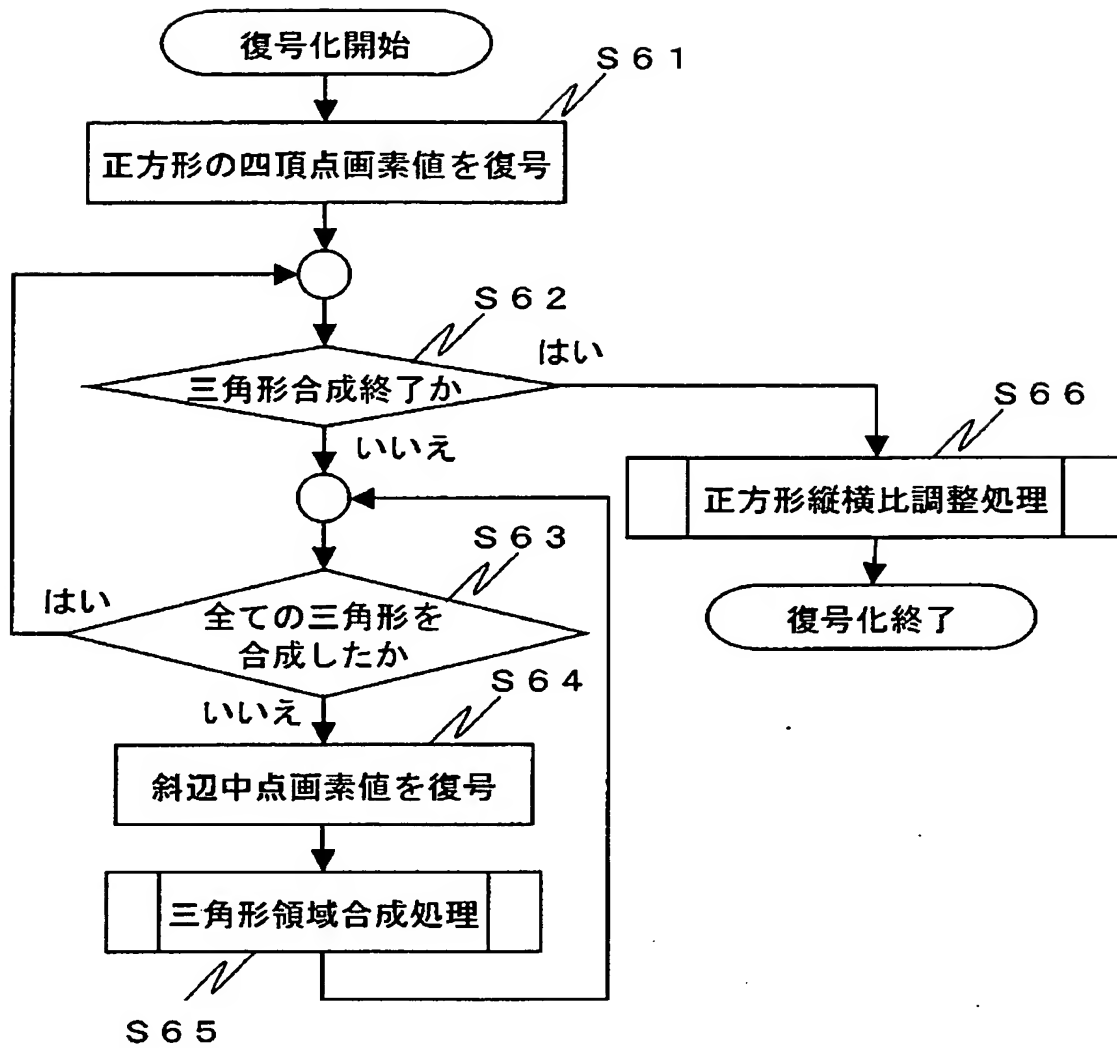 復号化開始
S61
正方形の四頂点画素値を復号
S62
三角形合成終了か
はい
いいえ
S66
正方形縦横比調整処理
復号化終了
S63
はい
全ての三角形を
合成したか
いいえ
S64
斜辺中点画素値を復号
三角形領域合成処理
S65